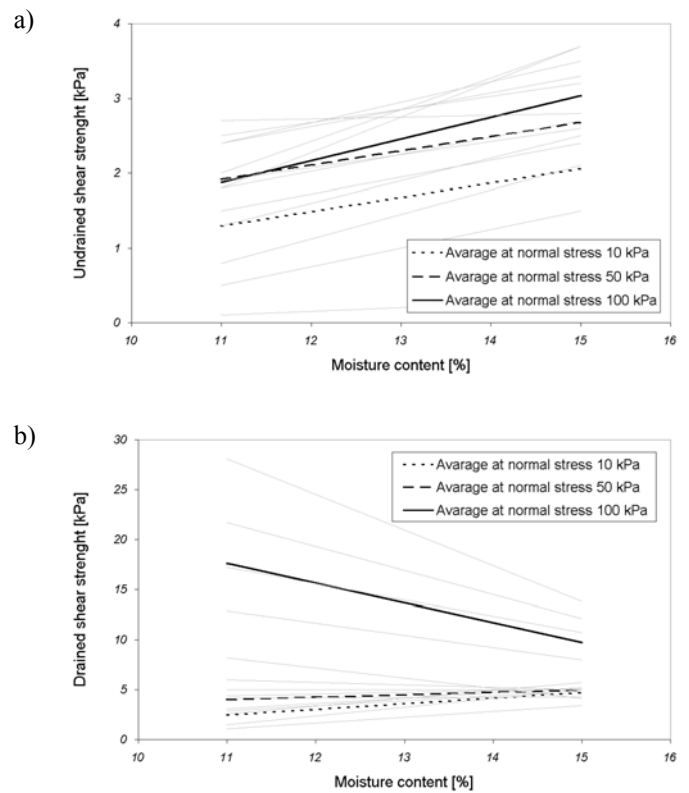 a)
Undrained shear strenght [kPa]
4
3
2
1
0
10 11 12 13 14 15 16
Moisture content [%]
Avarage at normal stress 10 kPa
Avarage at normal stress 50 kPa
Avarage at normal stress 100 kPa
b)
Drained shear strenght [kPa]
30
25
20
15
10
5
0
10 11 12 13 14 15 16
Moisture content [%]
Avarage at normal stress 10 kPa
Avarage at normal stress 50 kPa
Avarage at normal stress 100 kPa